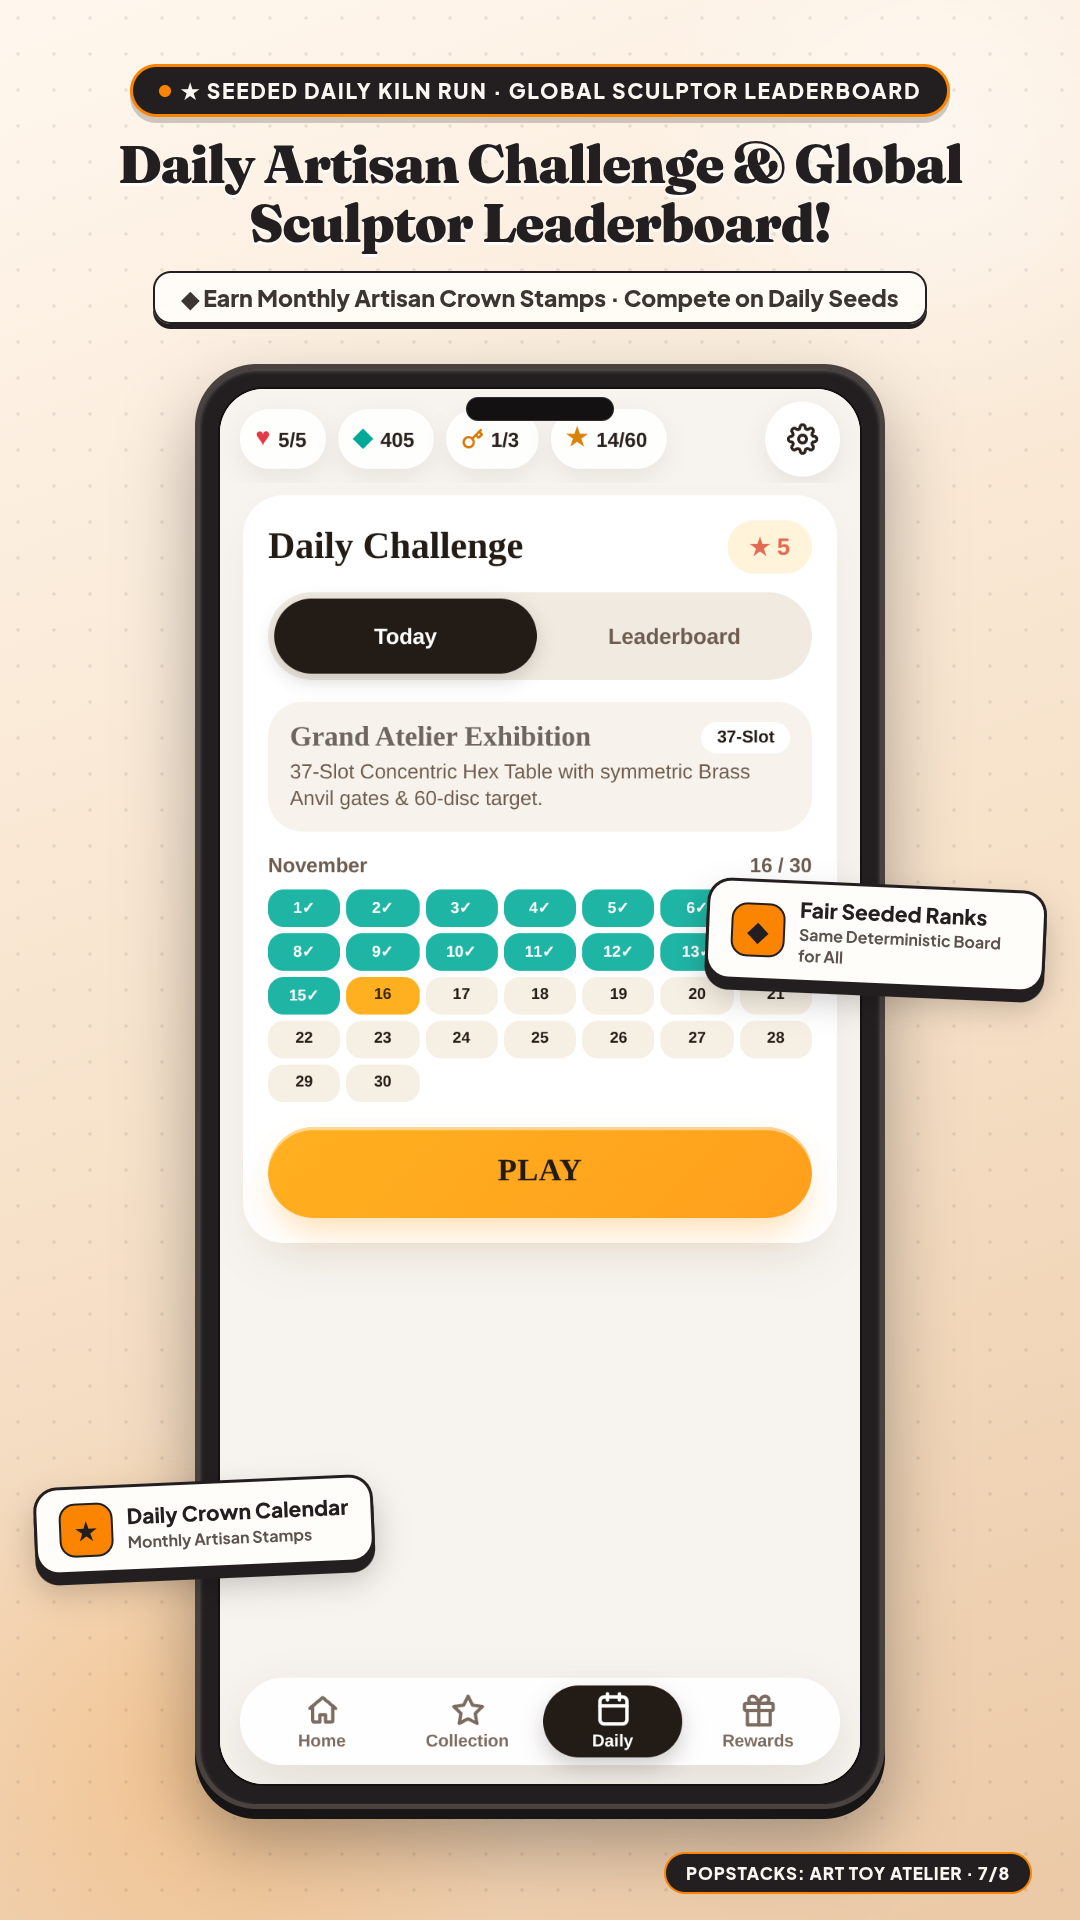 ★ SEEDED DAILY KILN RUN · GLOBAL SCULPTOR LEADERBOARD
Daily Artisan Challenge & Global
Sculptor Leaderboard!
◆ Earn Monthly Artisan Crown Stamps · Compete on Daily Seeds
♥ 5/5 ◆ 405 1/3 ★ 14/60
Daily Challenge ★ 5
Today Leaderboard
Grand Atelier Exhibition 37-Slot
37-Slot Concentric Hex Table with symmetric Brass
Anvil gates & 60-disc target.
November 16 / 30
1✓ 2✓ 3✓ 4✓ 5✓ 6✓
8✓ 9✓ 10✓ 11✓ 12✓ 13✓
15✓ 16 17 18 19 20 21
22 23 24 25 26 27 28
29 30
Fair Seeded Ranks
Same Deterministic Board
for All
PLAY
Daily Crown Calendar
Monthly Artisan Stamps
Home Collection Daily Rewards
POPSTACKS: ART TOY ATELIER · 7/8